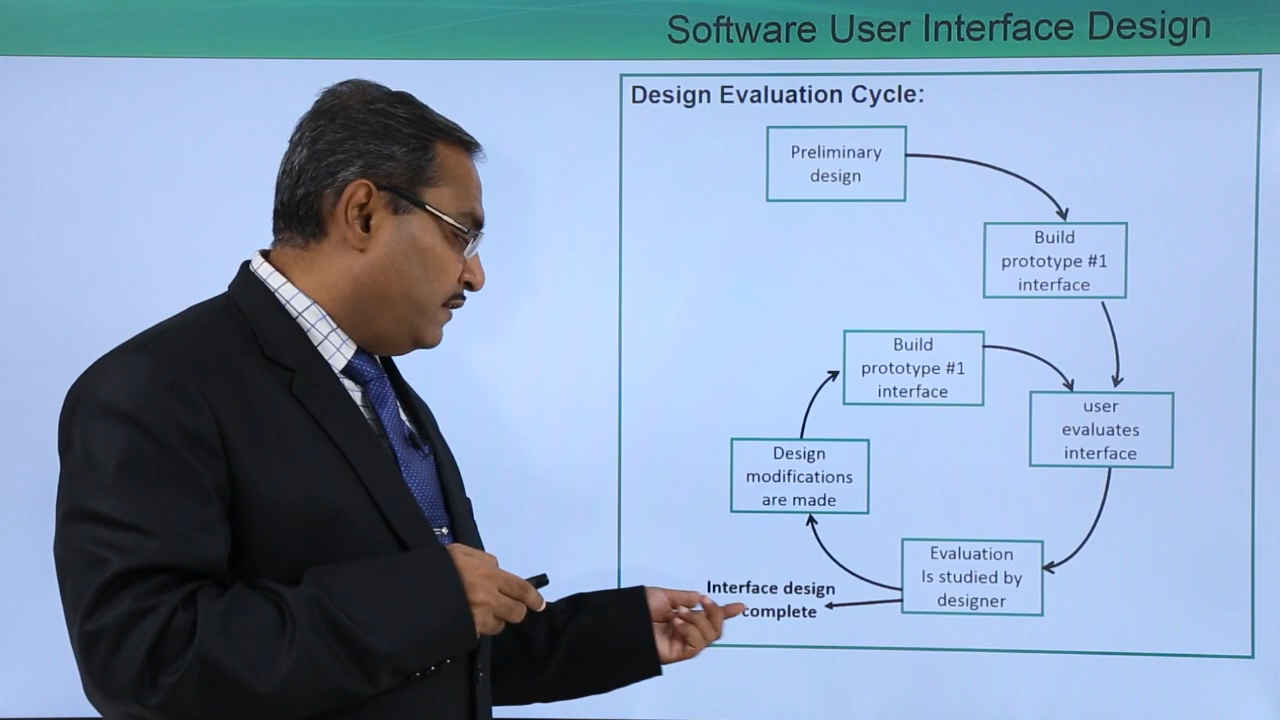 Software User Interface Design
Design Evaluation Cycle:
Preliminary
design
Build
prototype #1
interface
Build
prototype #1
interface
user
evaluates
interface
Design
modifications
are made
Evaluation
Is studied by
designer
Interface design
complete